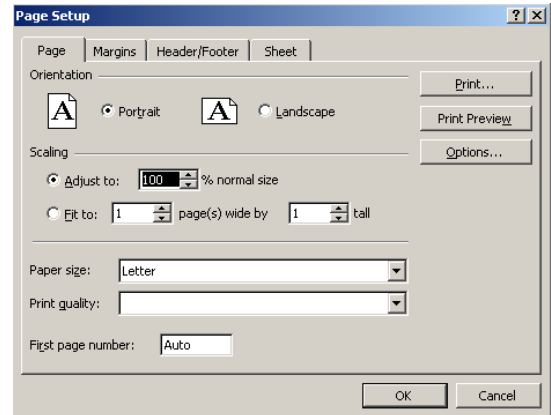 Page Setup
Page Margins Header/Footer Sheet
Orientation
Print...
A Portrait A Landscape
Print Preview
Scaling
Options...
Adjust to: 100 % normal size
Fit to: 1 page(s) wide by 1 tall
Paper size: Letter
Print quality:
First page number: Auto
OK Cancel